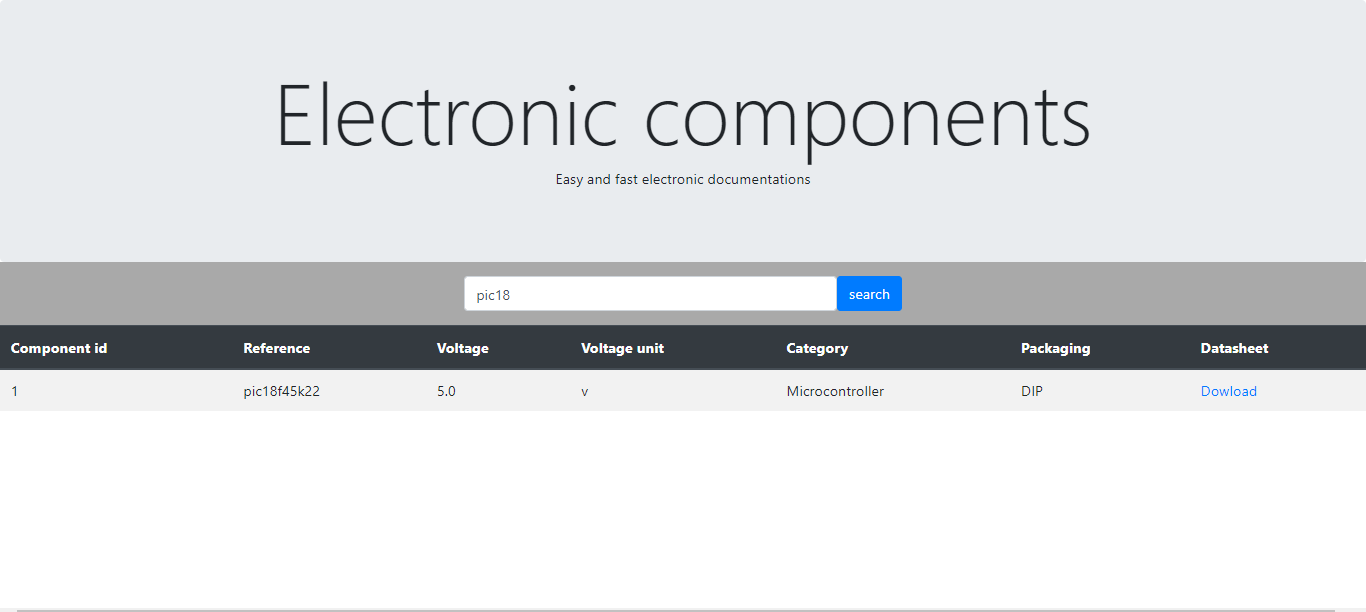 Electronic components
Easy and fast electronic documentations
pic18 search
Component id Reference Voltage Voltage unit Category Packaging Datasheet
1 pic18f45k22 5.0 v Microcontroller DIP Dowload